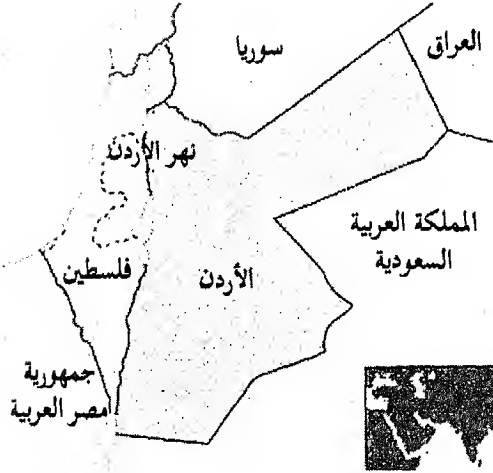 سوريا
العراق
نهر الأردن
المملكة العربية
السعودية
فلسطين
الأردن
جمهورية
مصر العربية